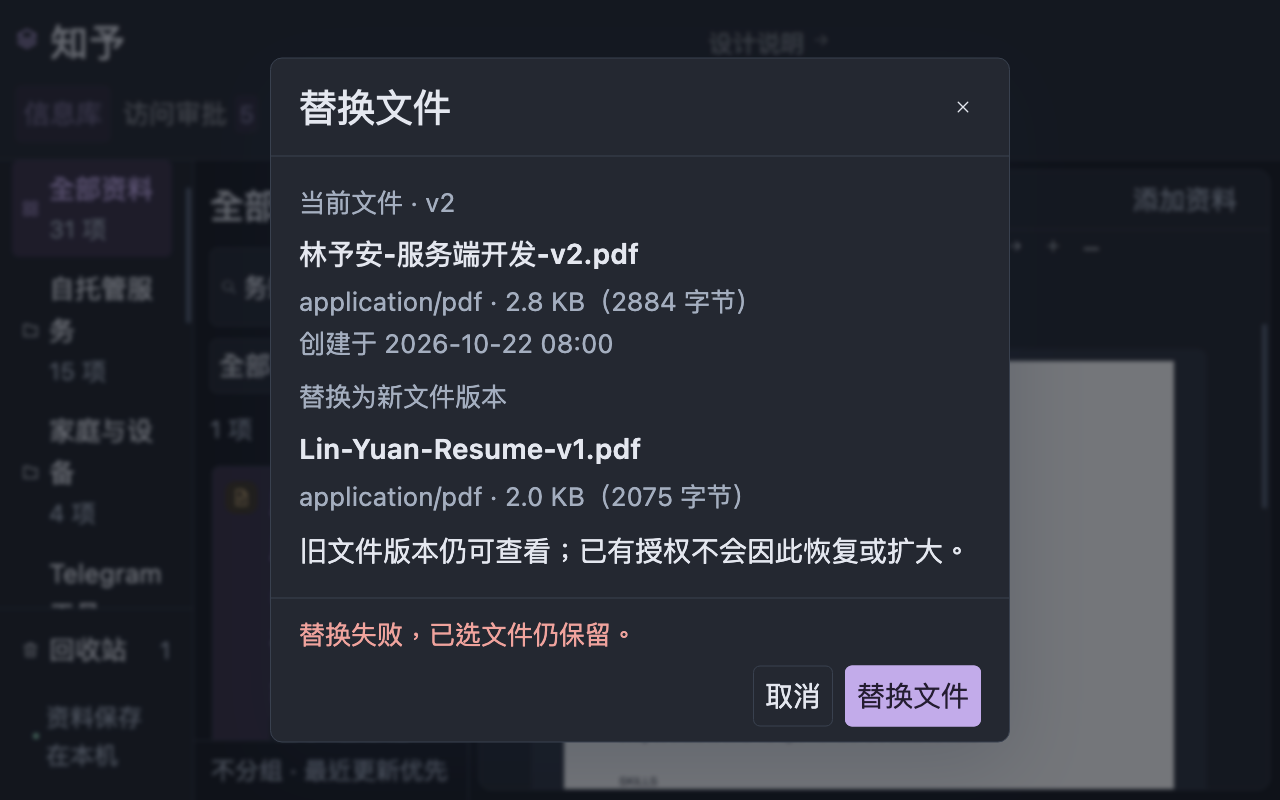 知予
设计说明 →
信息库
访问审批 5
全部资料
31 项
自托管服
务
15 项
家庭与设
备
4 项
Telegram
回收站 1
资料保存
在本机
全部
添加资料
全部
1 项
不分组 · 最近更新优先
SKILLS
替换文件
×
当前文件 · v2
林予安-服务端开发-v2.pdf
application/pdf · 2.8 KB（2884 字节）
创建于 2026-10-22 08:00
替换为新文件版本
Lin-Yuan-Resume-v1.pdf
application/pdf · 2.0 KB（2075 字节）
旧文件版本仍可查看；已有授权不会因此恢复或扩大。
替换失败，已选文件仍保留。
取消
替换文件